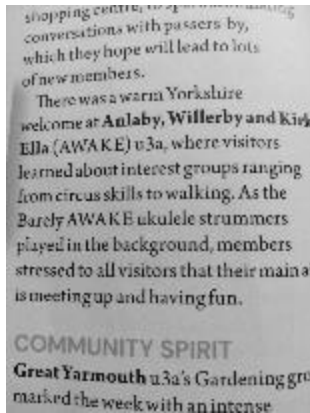 shopping centre, to
conversations with passers-by,
which they hope will lead to lots
of new members.
There was a warm Yorkshire
welcome at Anlaby, Willerby and Kirk
Ella (AWAKE) u3a, where visitors
learned about interest groups ranging
from circus skills to walking. As the
Barely AWAKE ukulele strummers
played in the background, members
stressed to all visitors that their main a
is meeting up and having fun.
COMMUNITY SPIRIT
Great Yarmouth u3a's Gardening gro
marked the week with an intense